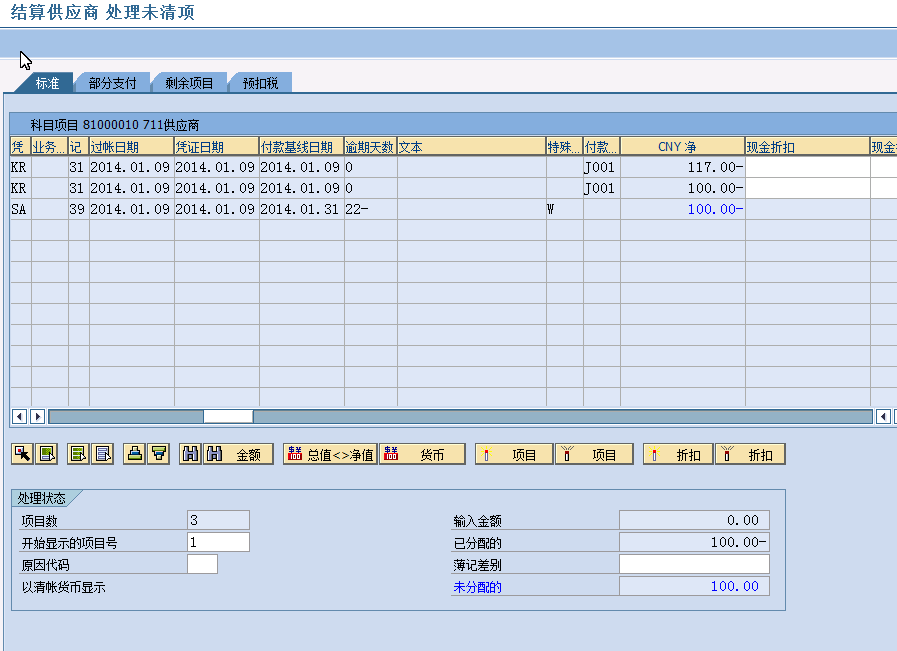 结算供应商 处理未清项
标准 部分支付 剩余项目 预扣税
科目项目 81000010 711供应商
凭 业务... 记 过帐日期 凭证日期 付款基线日期 逾期天数 文本 特殊... 付款... CNY 净 现金折扣 现金
KR 31 2014.01.09 2014.01.09 2014.01.09 0 J001 117.00-
KR 31 2014.01.09 2014.01.09 2014.01.09 0 J001 100.00-
SA 39 2014.01.09 2014.01.09 2014.01.31 22- W 100.00-
金额 总值<>净值 货币 项目 项目 折扣 折扣
处理状态
项目数 3 输入金额 0.00
开始显示的项目号 1 已分配的 100.00-
原因代码 薄记差别
以清帐货币显示 未分配的 100.00